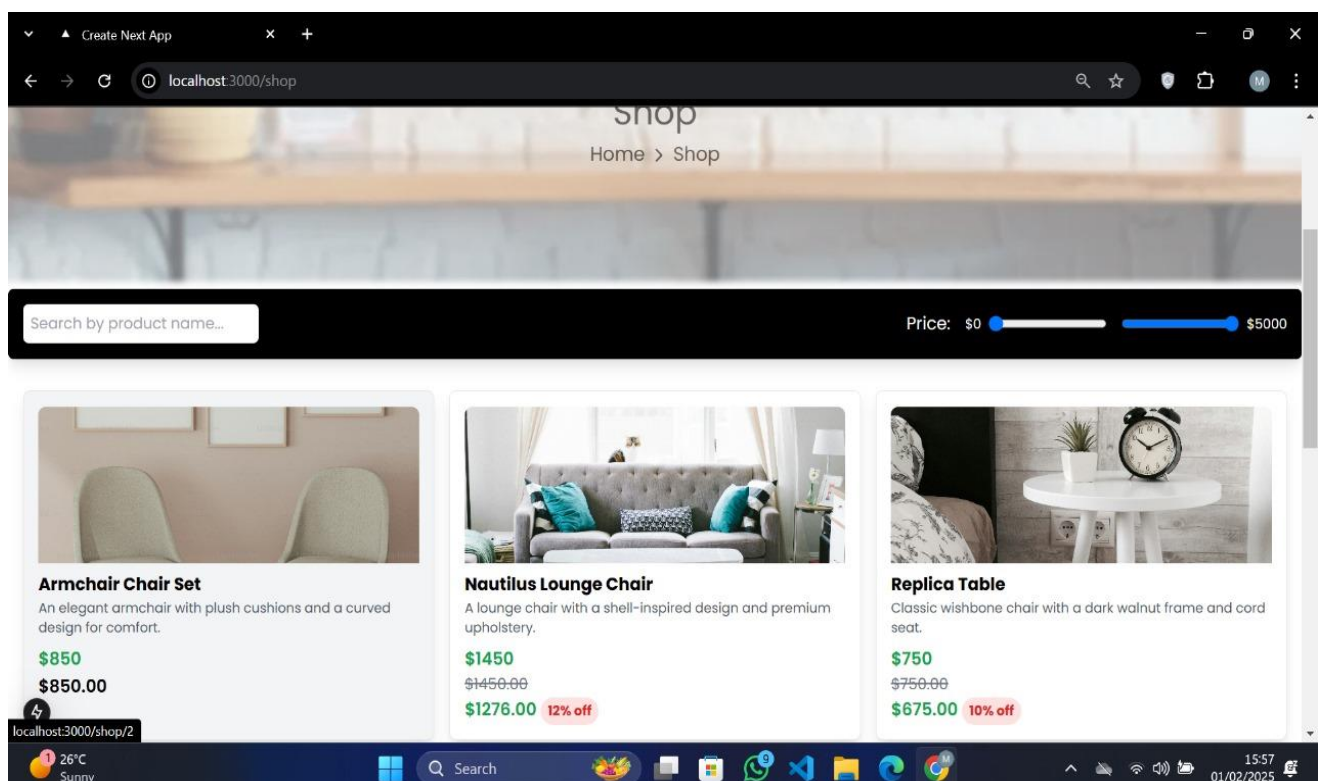 Create Next App
localhost:3000/shop
M
Shop
Home > Shop
Search by product name...
Price: $0 $5000
Armchair Chair Set
An elegant armchair with plush cushions and a curved
design for comfort.
$850
$850.00
Nautilus Lounge Chair
A lounge chair with a shell-inspired design and premium
upholstery.
$1450
$1450.00
$1276.00 12% off
Replica Table
Classic wishbone chair with a dark walnut frame and cord
seat.
$750
$750.00
$675.00 10% off
localhost:3000/shop/2
1
26°C
Sunny
Search
9
M
15:57
01/02/2025